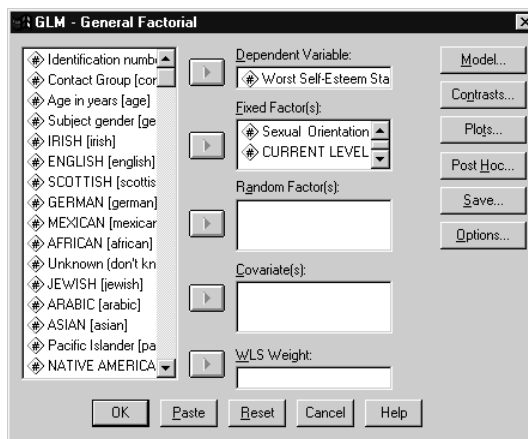 GLM - General Factorial
Identification numbe
Contact Group [cor
Age in years [age]
Subject gender [ge
IRISH [irish]
ENGLISH [english]
SCOTTISH [scottis
GERMAN [german]
MEXICAN [mexicar
AFRICAN [african]
Unknown (don't kn
JEWISH [jewish]
ARABIC [arabic]
ASIAN [asian]
Pacific Islander [pa
NATIVE AMERICA
Dependent Variable:
Worst Self-Esteem Sta
Fixed Factor(s):
Sexual Orientation
CURRENT LEVEL
Random Factor(s):
Covariate(s):
WLS Weight:
Model...
Contrasts...
Plots...
Post Hoc...
Save...
Options...
OK
Paste
Reset
Cancel
Help